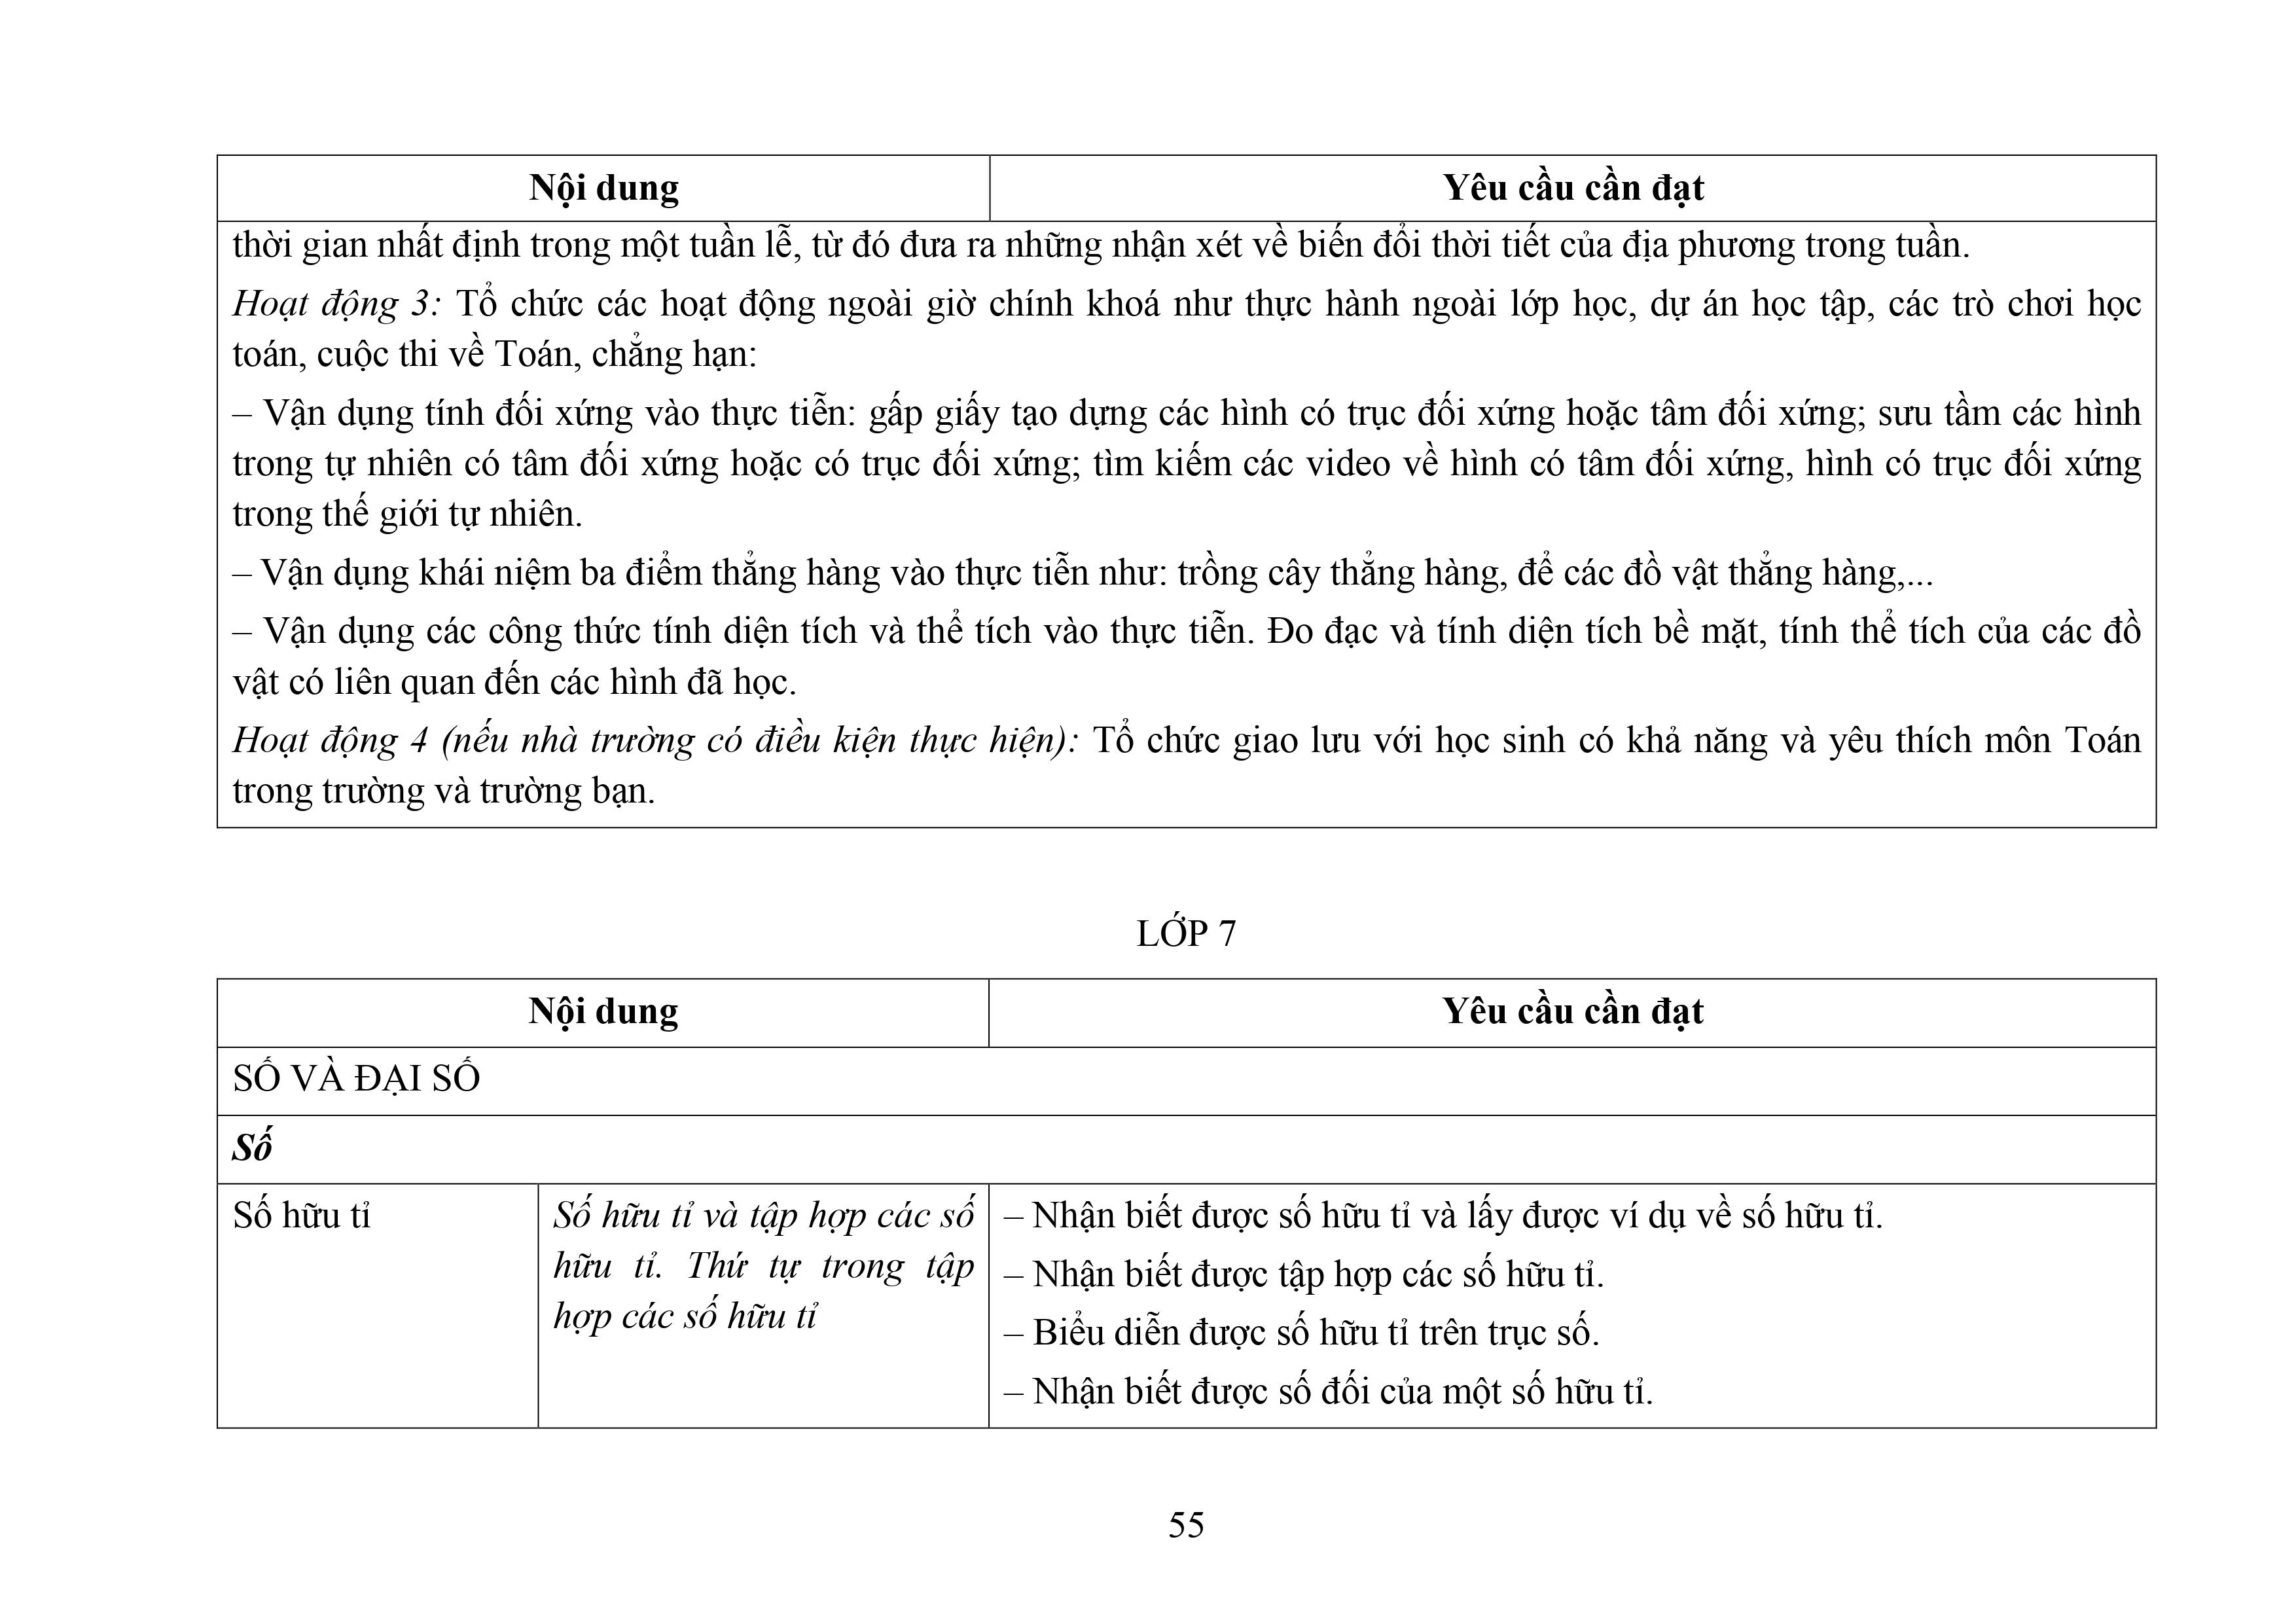 Nội dung
Yêu cầu cần đạt
thời gian nhất định trong một tuần lễ, từ đó đưa ra những nhận xét về biến đổi thời tiết của địa phương trong tuần.
Hoạt động 3: Tổ chức các hoạt động ngoài giờ chính khoá như thực hành ngoài lớp học, dự án học tập, các trò chơi học
toán, cuộc thi về Toán, chẳng hạn:
– Vận dụng tính đối xứng vào thực tiễn: gấp giấy tạo dựng các hình có trục đối xứng hoặc tâm đối xứng; sưu tầm các hình
trong tự nhiên có tâm đối xứng hoặc có trục đối xứng; tìm kiếm các video về hình có tâm đối xứng, hình có trục đối xứng
trong thế giới tự nhiên.
– Vận dụng khái niệm ba điểm thẳng hàng vào thực tiễn như: trồng cây thẳng hàng, để các đồ vật thẳng hàng,...
– Vận dụng các công thức tính diện tích và thể tích vào thực tiễn. Đo đạc và tính diện tích bề mặt, tính thể tích của các đồ
vật có liên quan đến các hình đã học.
Hoạt động 4 (nếu nhà trường có điều kiện thực hiện): Tổ chức giao lưu với học sinh có khả năng và yêu thích môn Toán
trong trường và trường bạn.
LỚP 7
Nội dung
Yêu cầu cần đạt
SỐ VÀ ĐẠI SỐ
Số
Số hữu tỉ
Số hữu tỉ và tập hợp các số
hữu tỉ. Thứ tự trong tập
hợp các số hữu tỉ
– Nhận biết được số hữu tỉ và lấy được ví dụ về số hữu tỉ.
– Nhận biết được tập hợp các số hữu tỉ.
– Biểu diễn được số hữu tỉ trên trục số.
– Nhận biết được số đối của một số hữu tỉ.
55